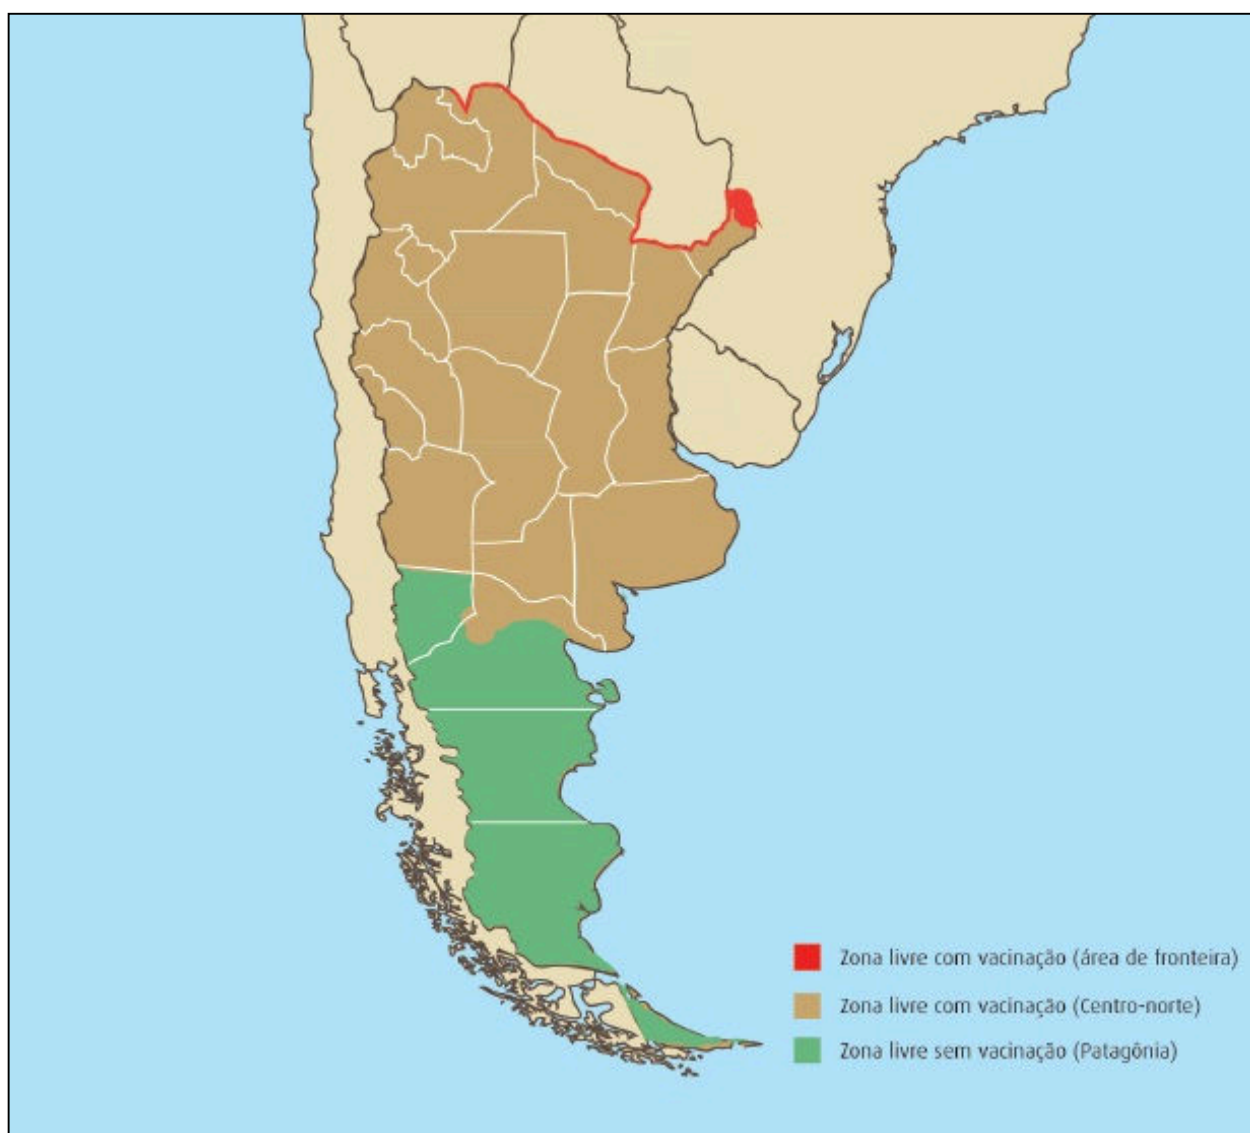 Zona livre com vacinação (área de fronteira)
Zona livre com vacinação (Centro-norte)
Zona livre sem vacinação (Patagônia)